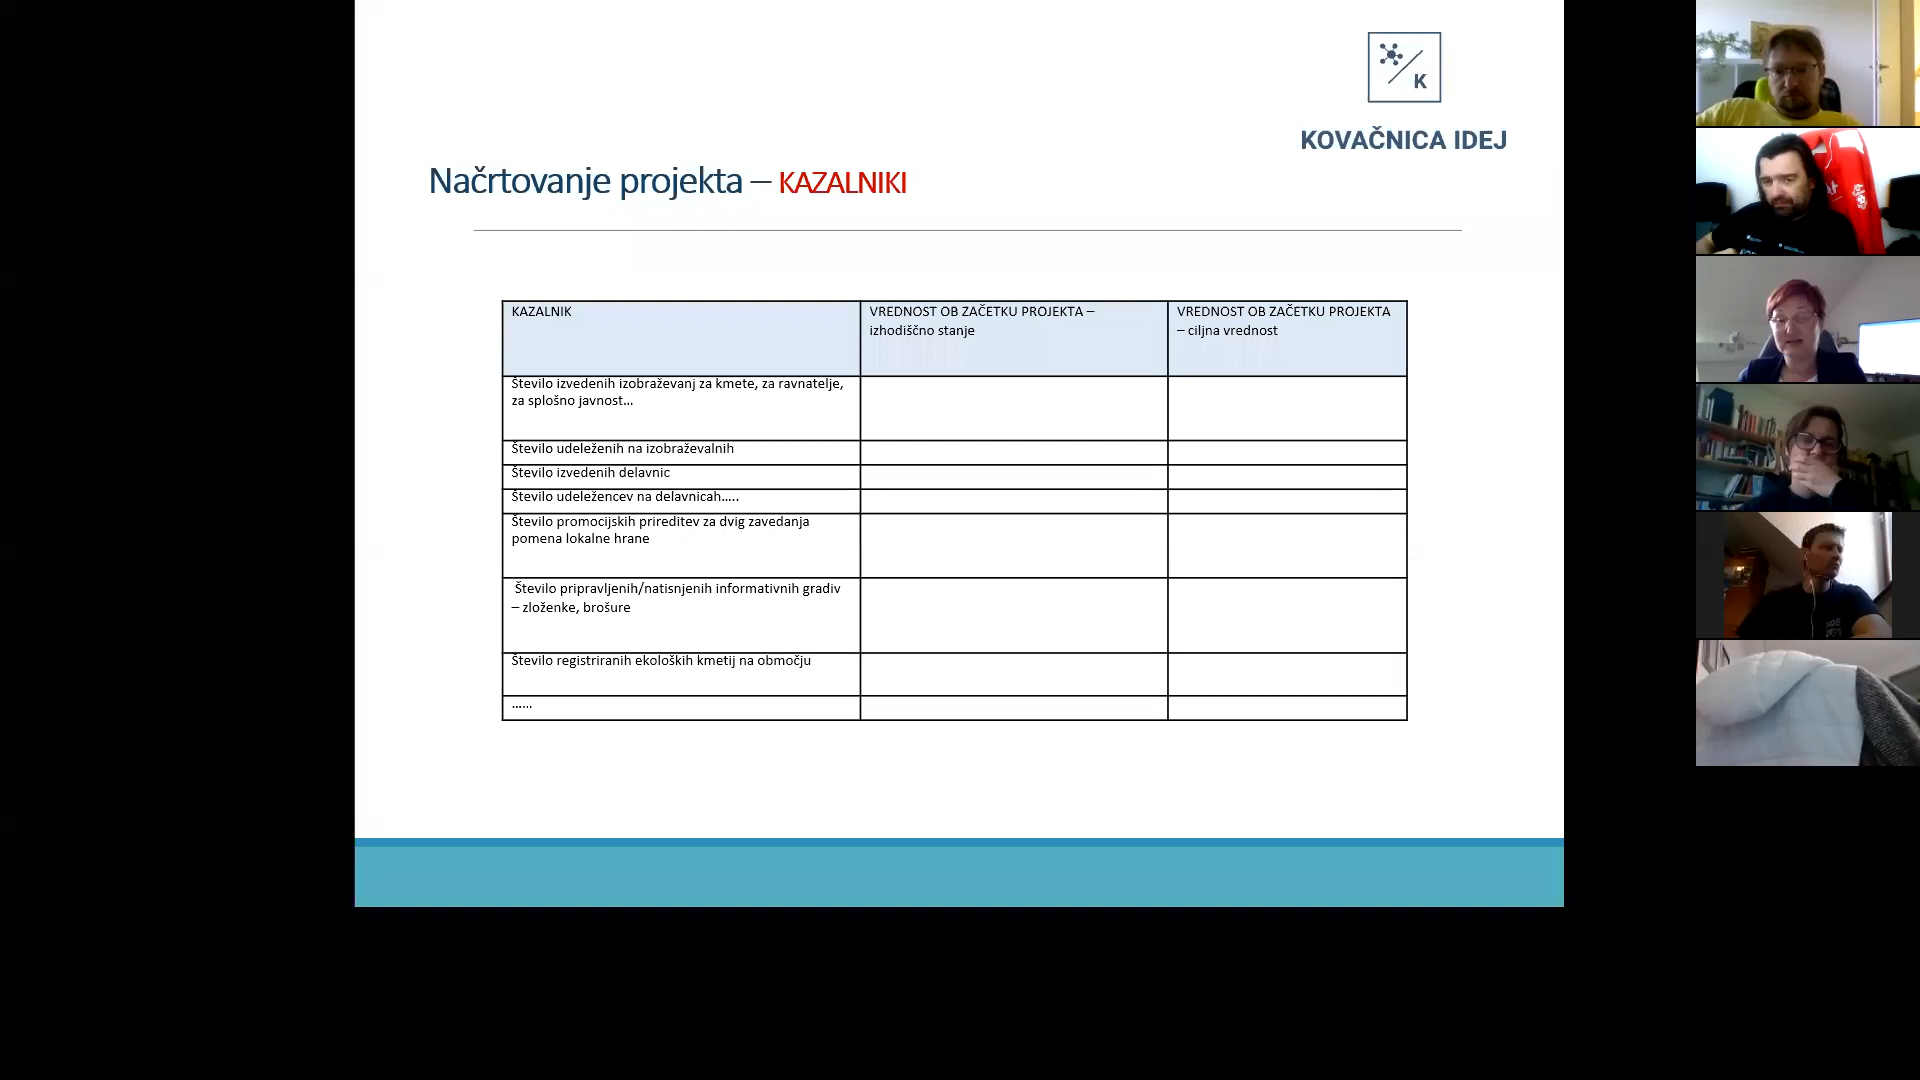 K
KOVAČNICA IDEJ
Načrtovanje projekta – KAZALNIKI
KAZALNIK
VREDNOST OB ZAČETKU PROJEKTA –
izhodiščno stanje
VREDNOST OB ZAČETKU PROJEKTA
– ciljna vrednost
Število izvedenih izobraževanj za kmete, za ravnatelje,
za splošno javnost...
Število udeleženih na izobraževalnih
Število izvedenih delavnic
Število udeležencev na delavnicah…..
Število promocijskih prireditev za dvig zavedanja
pomena lokalne hrane
Število pripravljenih/natisnjenih informativnih gradiv
– zloženke, brošure
Število registriranih ekoloških kmetij na območju
……